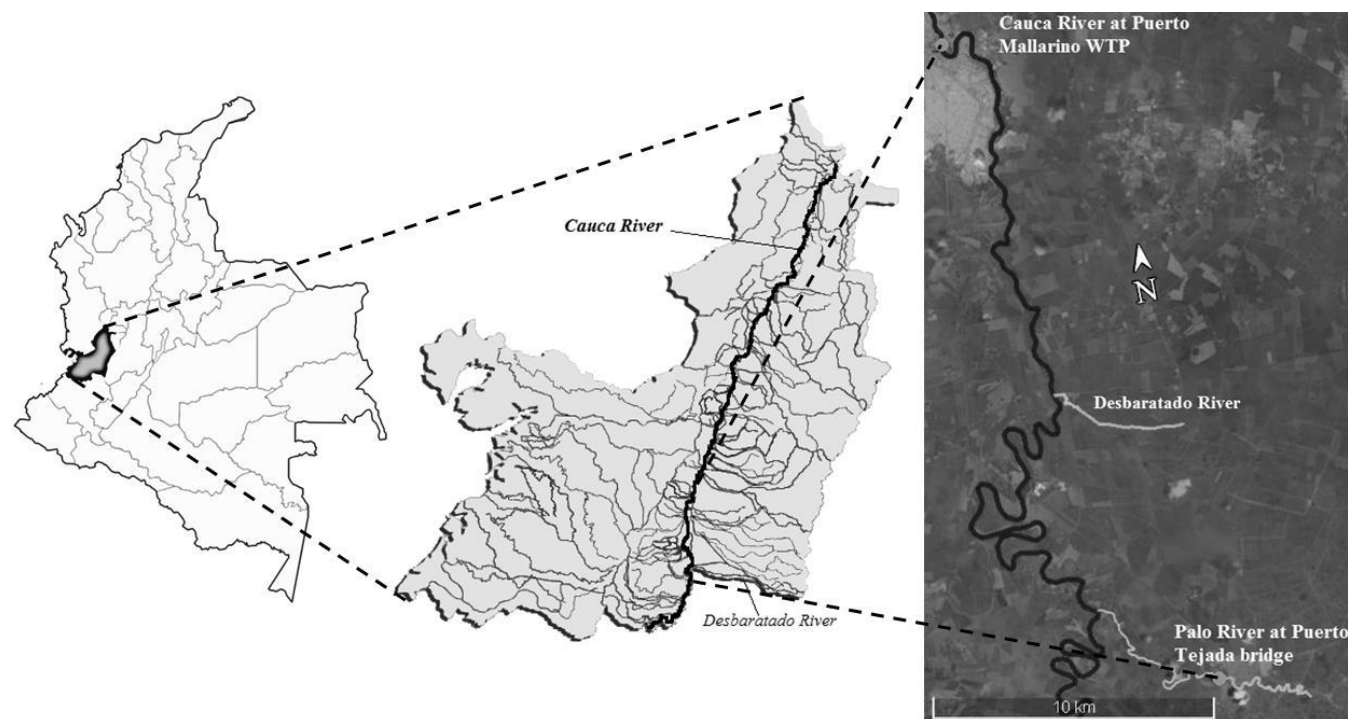 Cauca River at Puerto
Mallarino WTP
Cauca River
N
Desbaratado River
Desbaratado River
Palo River at Puerto
Tejada bridge
10 km